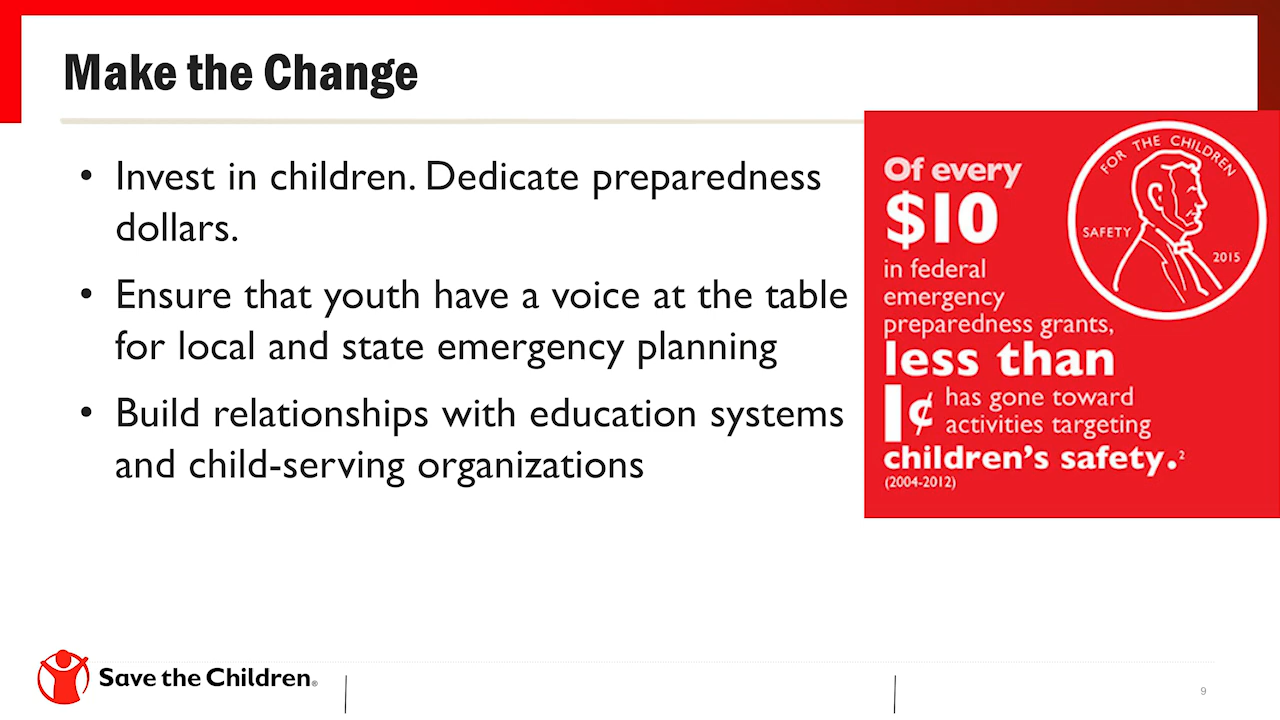 Make the Change
• Invest in children. Dedicate preparedness
dollars.
• Ensure that youth have a voice at the table
for local and state emergency planning
• Build relationships with education systems
and child-serving organizations
Of every
$10
in federal
emergency
preparedness grants,
less than
1¢ has gone toward
activities targeting
children's safety.2
(2004-2012)
FOR THE CHILDREN
SAFETY
2015
Save the Children®
9